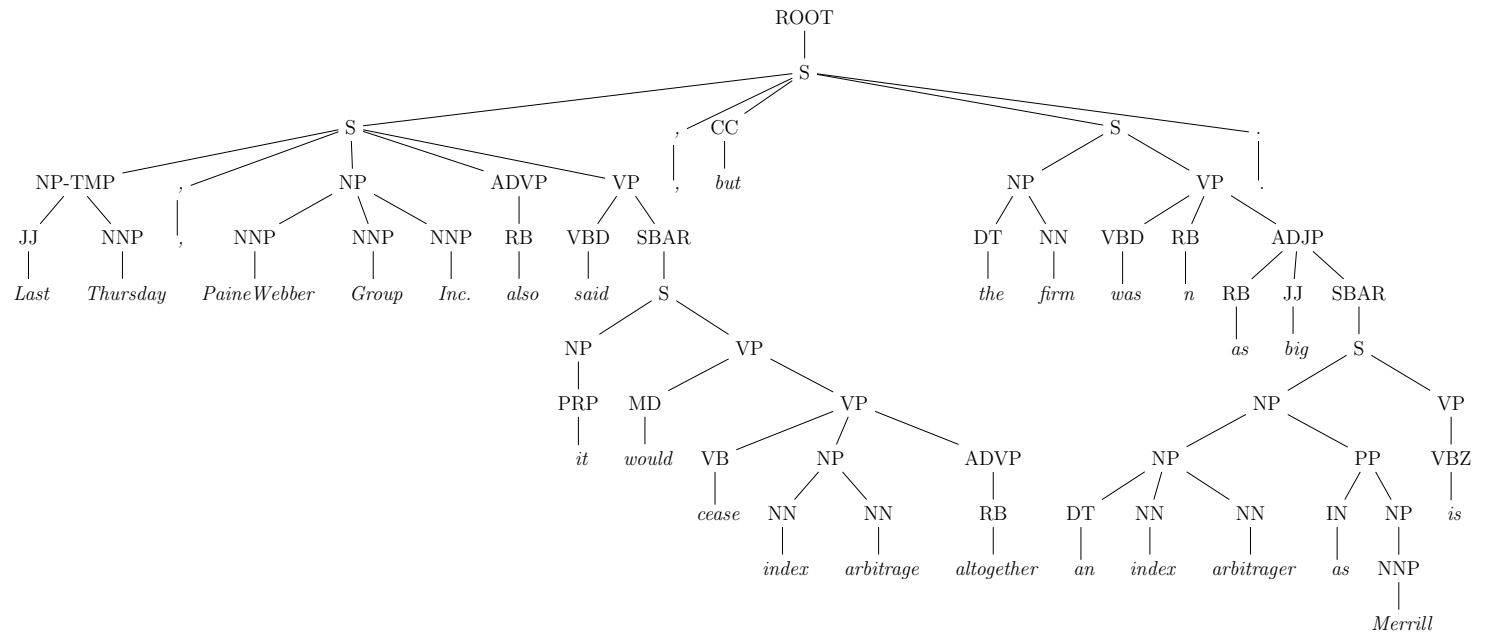 ROOT
S
S , CC S .
NP-TMP , NP ADVP VP , but NP VP .
JJ NNP , NNP NNP NNP RB VBD SBAR DT NN VBD RB ADJP
Last Thursday PaineWebber Group Inc. also said S the firm was n RB JJ SBAR
NP VP as big S
PRP MD VP NP VP
it would VB NP ADVP NP PP VBZ
cease NN NN RB DT NN NN IN NP is
index arbitrage altogether an index arbitrager as NNP
Merrill